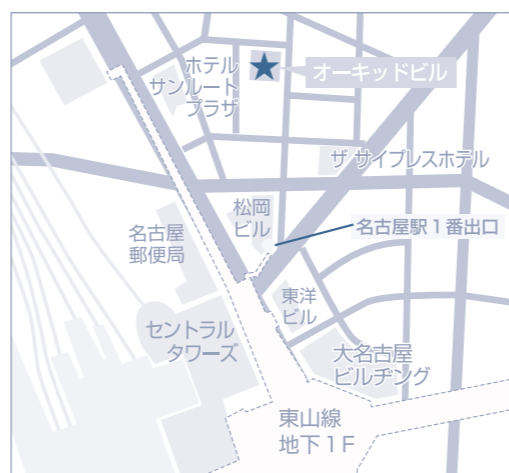 ホテル
サンルート
プラザ
オーキッドビル
ザ サイプレスホテル
松岡
ビル
名古屋駅1番出口
名古屋
郵便局
東洋
ビル
セントラル
タワーズ
大名古屋
ビルヂング
東山線
地下1F